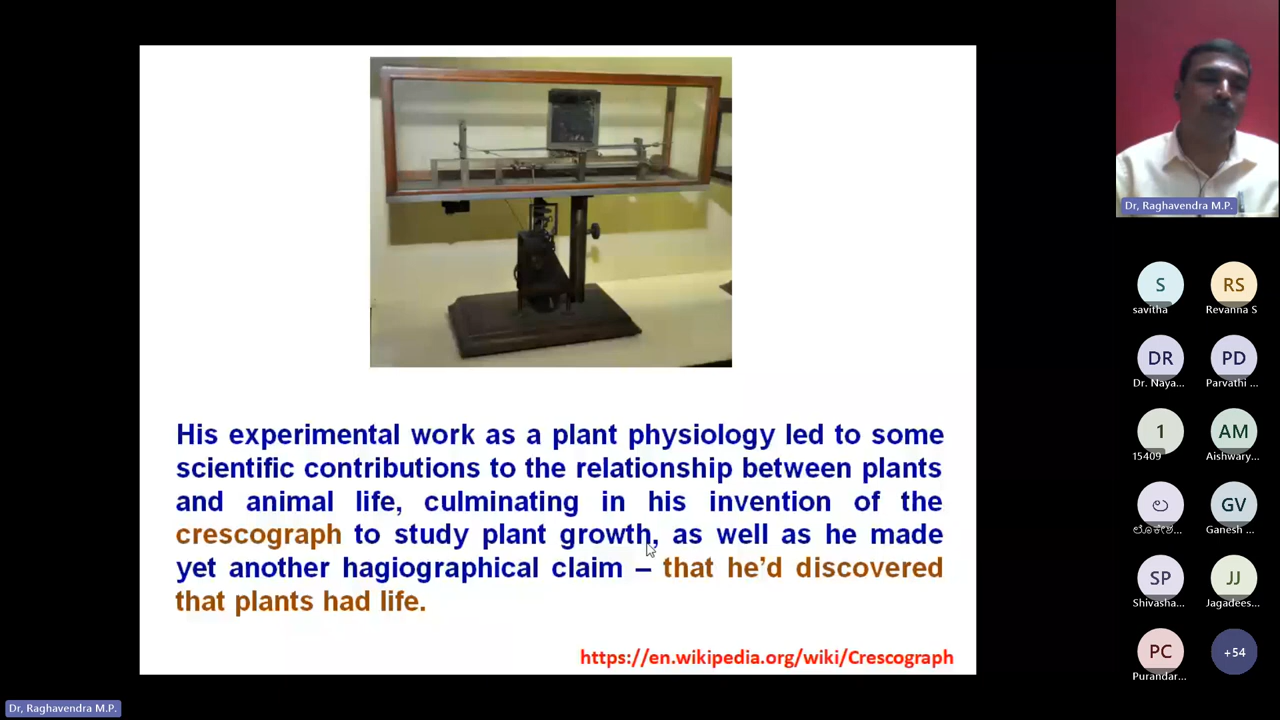 His experimental work as a plant physiology led to some
scientific contributions to the relationship between plants
and animal life, culminating in his invention of the
crescograph to study plant growth, as well as he made
yet another hagiographical claim – that he'd discovered
that plants had life.
https://en.wikipedia.org/wiki/Crescograph
Dr, Raghavendra M.P.
S
savitha
RS
Revanna S
DR
Dr. Naya...
PD
Parvathi ...
1
15409
AM
Aishwary...
ಲ
ಲೊಕೇಶ...
GV
Ganesh ...
SP
Shivasha...
JJ
Jagadees...
PC
Purandar...
+54
Dr, Raghavendra M.P.